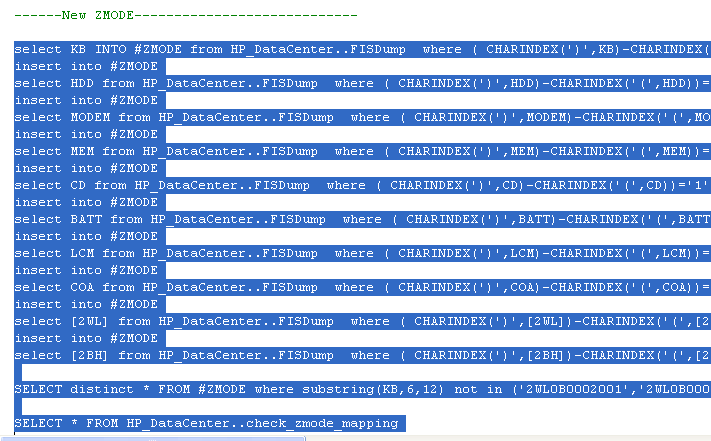 ------New ZMODE----------------------------
select KB INTO #ZMODE from HP_DataCenter..FISDump  where ( CHARINDEX(')',KB)-CHARINDEX(
insert into #ZMODE
select HDD from HP_DataCenter..FISDump  where ( CHARINDEX(')',HDD)-CHARINDEX('(',HDD))=
insert into #ZMODE
select MODEM from HP_DataCenter..FISDump  where ( CHARINDEX(')',MODEM)-CHARINDEX('(',MO
insert into #ZMODE
select MEM from HP_DataCenter..FISDump  where ( CHARINDEX(')',MEM)-CHARINDEX('(',MEM))=
insert into #ZMODE
select CD from HP_DataCenter..FISDump  where ( CHARINDEX(')',CD)-CHARINDEX('(',CD))='1'
insert into #ZMODE
select BATT from HP_DataCenter..FISDump  where ( CHARINDEX(')',BATT)-CHARINDEX('(',BATT
insert into #ZMODE
select LCM from HP_DataCenter..FISDump  where ( CHARINDEX(')',LCM)-CHARINDEX('(',LCM))=
insert into #ZMODE
select COA from HP_DataCenter..FISDump  where ( CHARINDEX(')',COA)-CHARINDEX('(',COA))=
insert into #ZMODE
select [2WL] from HP_DataCenter..FISDump  where ( CHARINDEX(')',[2WL])-CHARINDEX('(',[2
insert into #ZMODE
select [2BH] from HP_DataCenter..FISDump  where ( CHARINDEX(')',[2BH])-CHARINDEX('(',[2
SELECT distinct * FROM #ZMODE where substring(KB,6,12) not in ('2WLOB0002001','2WLOB000
SELECT * FROM HP_DataCenter..check_zmode_mapping